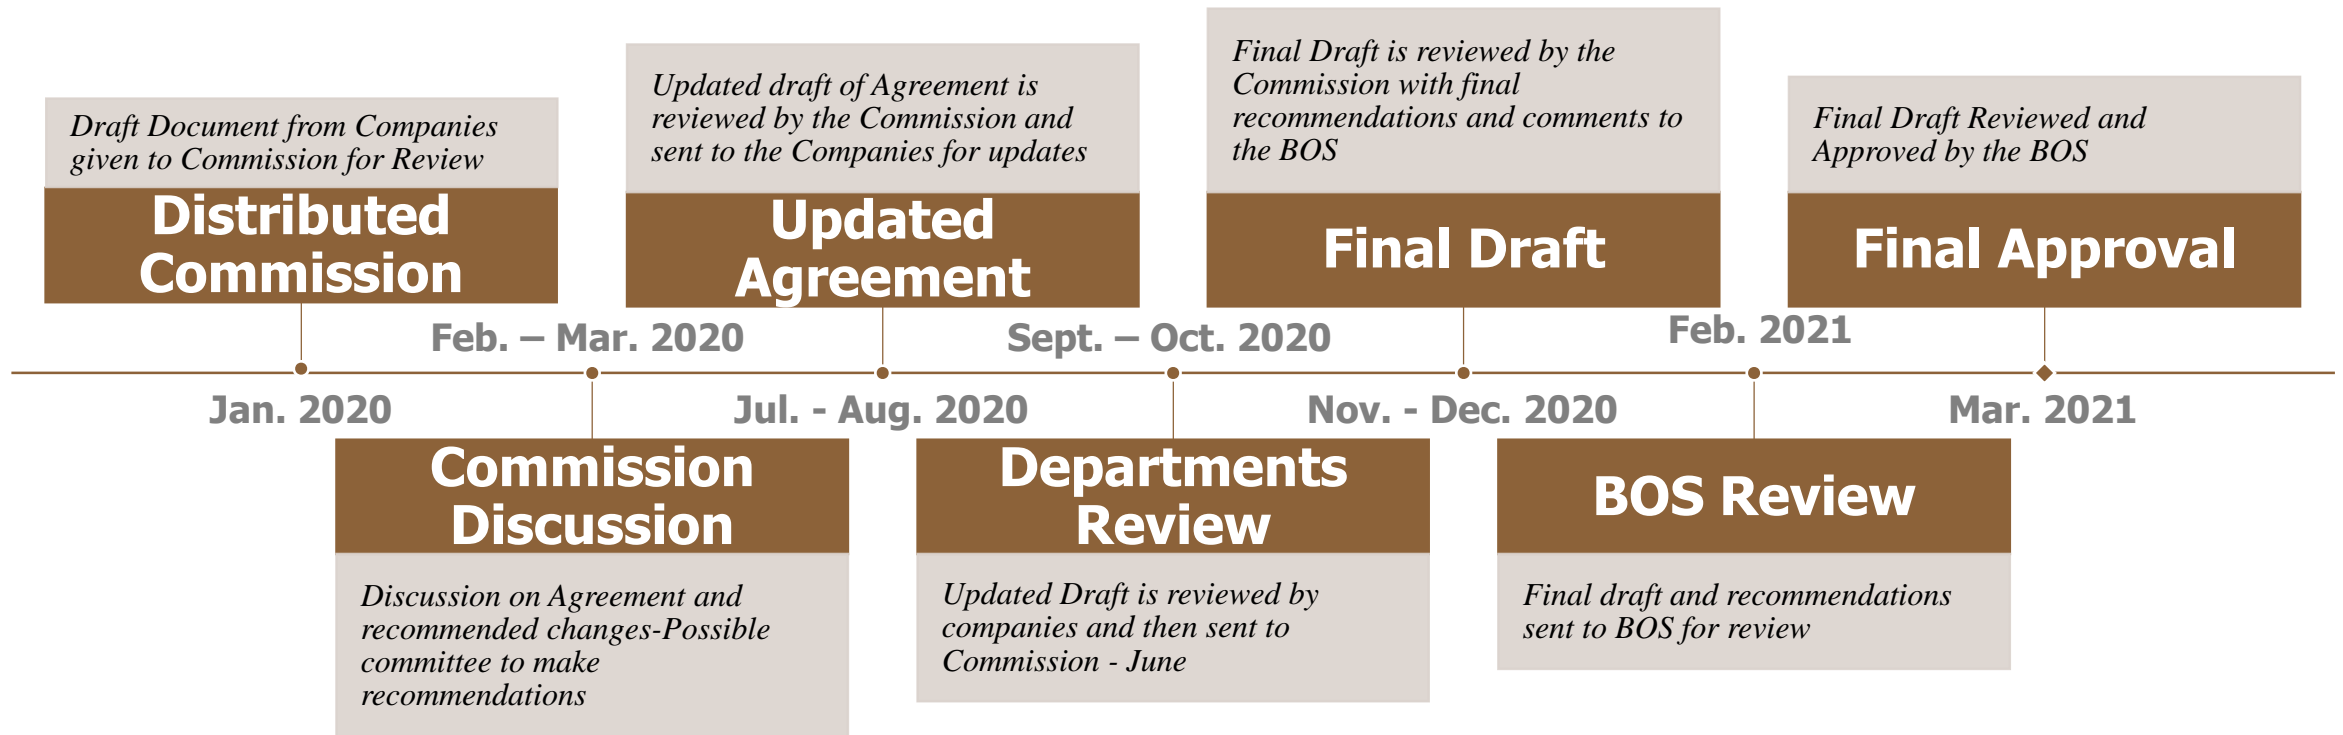 Draft Document from Companies
given to Commission for Review
Distributed
Commission
Jan. 2020
Feb. – Mar. 2020
Commission
Discussion
Discussion on Agreement and
recommended changes-Possible
committee to make
recommendations
Updated draft of Agreement is
reviewed by the Commission and
sent to the Companies for updates
Updated
Agreement
Jul. - Aug. 2020
Sept. – Oct. 2020
Departments
Review
Updated Draft is reviewed by
companies and then sent to
Commission - June
Final Draft is reviewed by the
Commission with final
recommendations and comments to
the BOS
Final Draft
Nov. - Dec. 2020
Feb. 2021
BOS Review
Final draft and recommendations
sent to BOS for review
Final Draft Reviewed and
Approved by the BOS
Final Approval
Mar. 2021